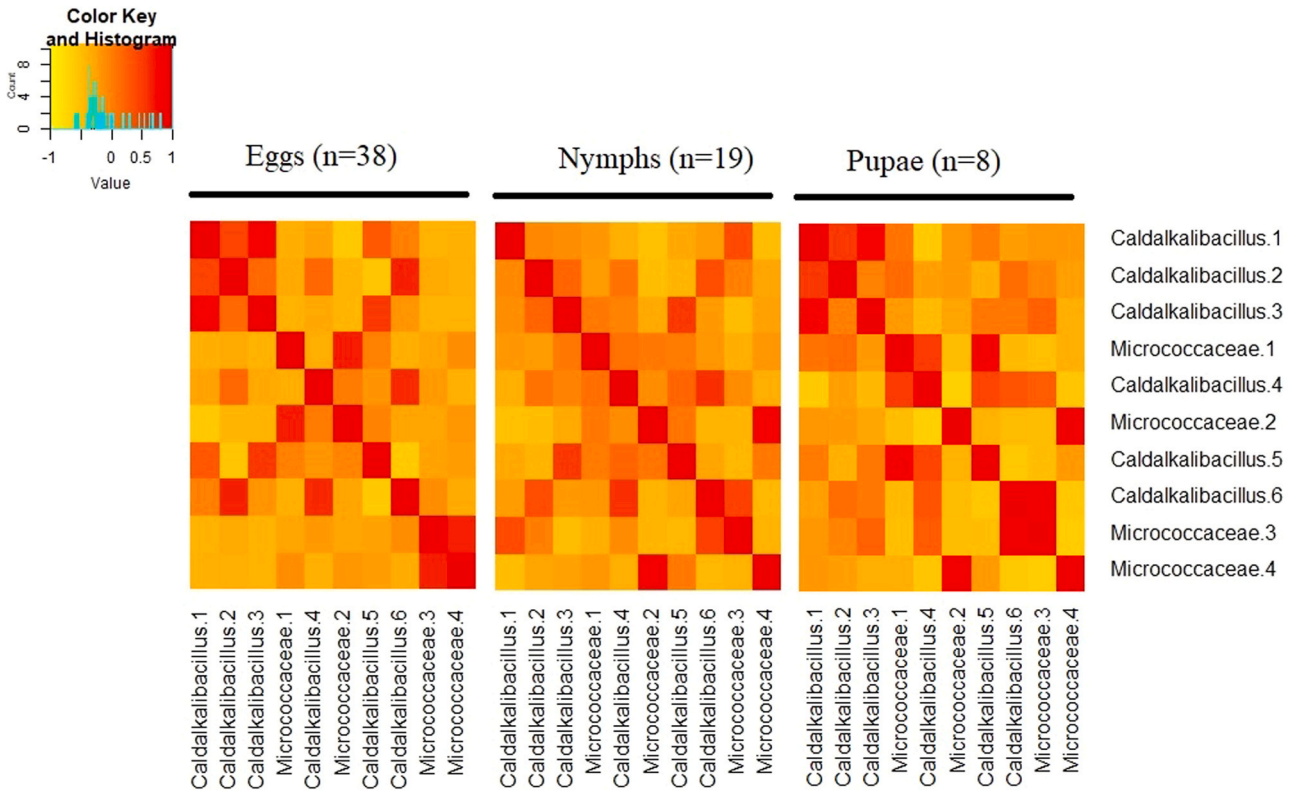 Color Key
and Histogram
Count
0 4 8
-1 0 0.5 1
Value
Eggs (n=38)
Nymphs (n=19)
Pupae (n=8)
Caldalkalibacillus.1
Caldalkalibacillus.2
Caldalkalibacillus.3
Micrococcaceae.1
Caldalkalibacillus.4
Micrococcaceae.2
Caldalkalibacillus.5
Caldalkalibacillus.6
Micrococcaceae.3
Micrococcaceae.4
Caldalkalibacillus.1
Caldalkalibacillus.2
Caldalkalibacillus.3
Micrococcaceae.1
Caldalkalibacillus.4
Micrococcaceae.2
Caldalkalibacillus.5
Caldalkalibacillus.6
Micrococcaceae.3
Micrococcaceae.4
Caldalkalibacillus.1
Caldalkalibacillus.2
Caldalkalibacillus.3
Micrococcaceae.1
Caldalkalibacillus.4
Micrococcaceae.2
Caldalkalibacillus.5
Caldalkalibacillus.6
Micrococcaceae.3
Micrococcaceae.4
Caldalkalibacillus.1
Caldalkalibacillus.2
Caldalkalibacillus.3
Micrococcaceae.1
Caldalkalibacillus.4
Micrococcaceae.2
Caldalkalibacillus.5
Caldalkalibacillus.6
Micrococcaceae.3
Micrococcaceae.4